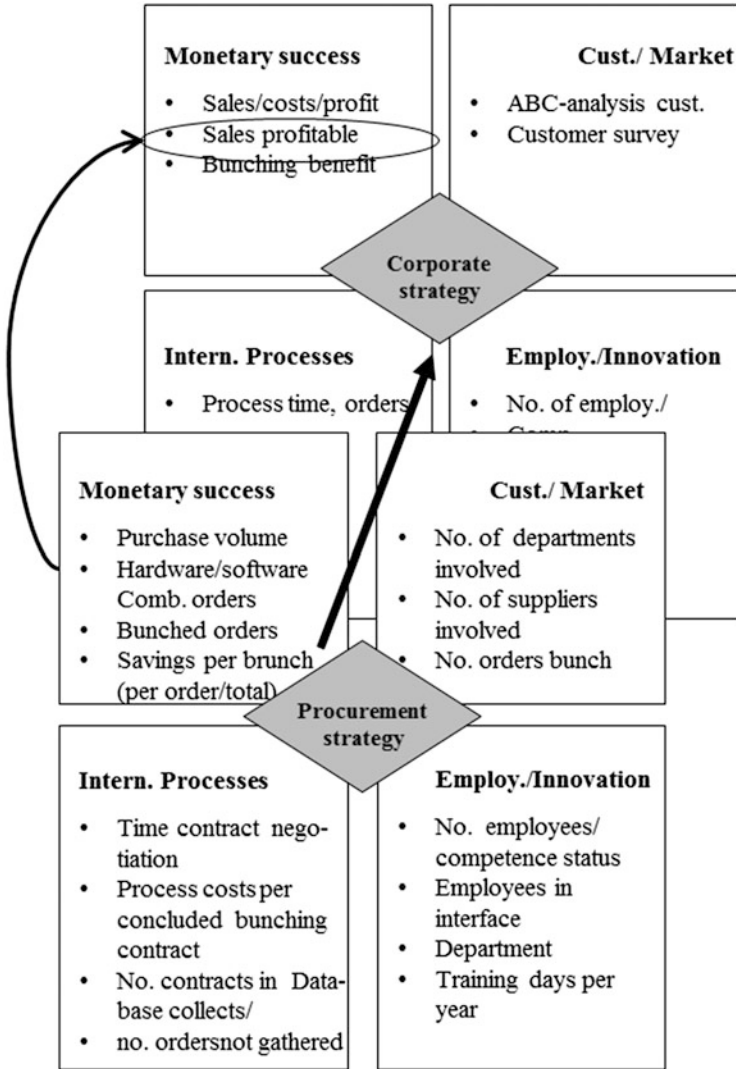 Monetary success
• Sales/costs/profit
• Sales profitable
• Bunching benefit
Cust./ Market
• ABC-analysis cust.
• Customer survey
Corporate
strategy
Intern. Processes
• Process time, orders
Employ./Innovation
• No. of employ./
Monetary success
• Purchase volume
• Hardware/software
Comb. orders
• Bunched orders
• Savings per brunch
(per order/total)
Cust./ Market
• No. of departments
involved
• No. of suppliers
involved
• No. orders bunch
Procurement
strategy
Intern. Processes
• Time contract nego-
tiation
• Process costs per
concluded bunching
contract
• No. contracts in Data-
base collects/
• no. ordersnot gathered
Employ./Innovation
• No. employees/
competence status
• Employees in
interface
• Department
• Training days per
year